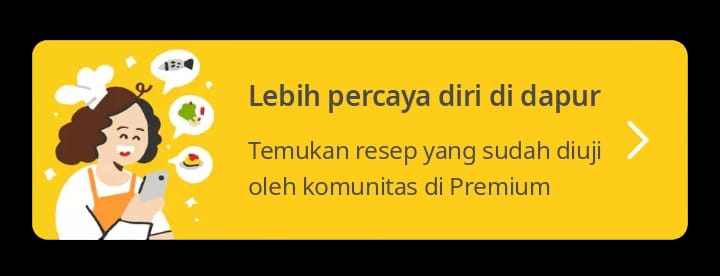 Lebih percaya diri di dapur
Temukan resep yang sudah diuji
oleh komunitas di Premium